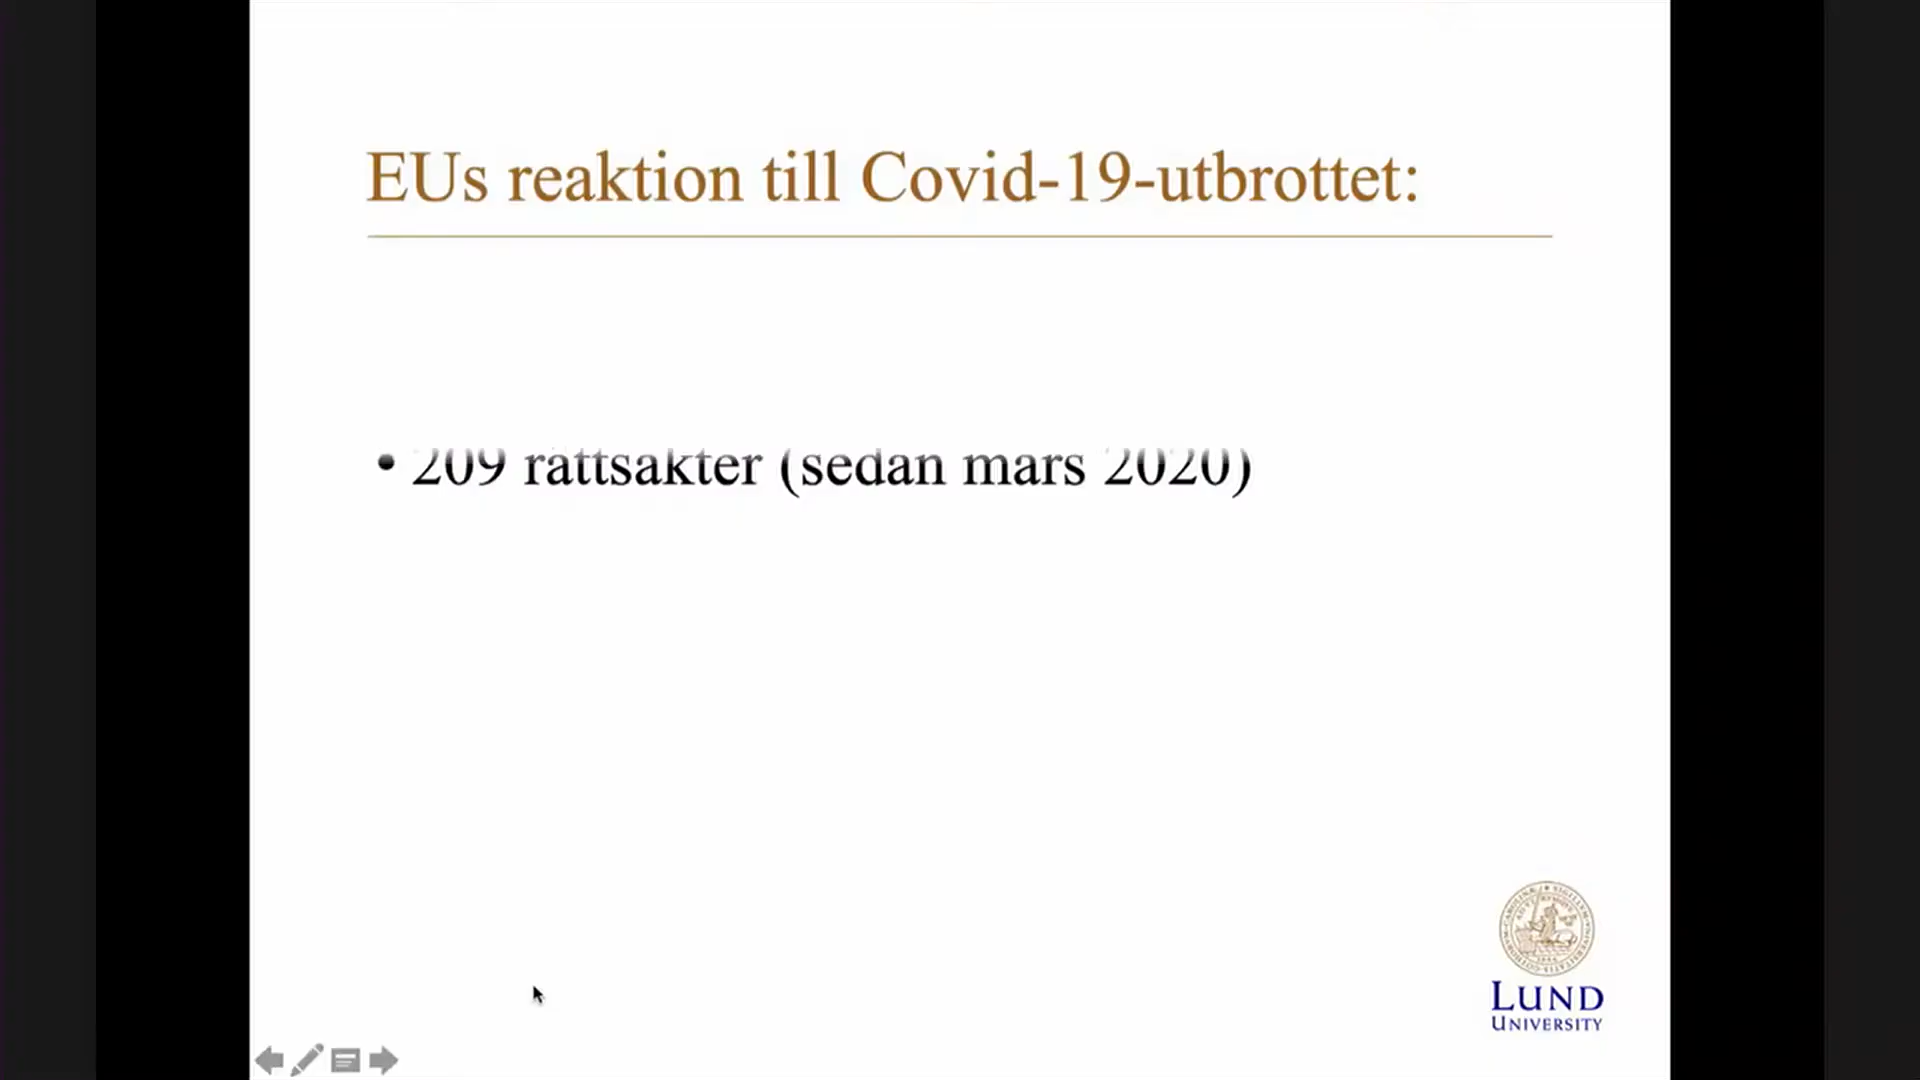 EUs reaktion till Covid-19-utbrottet:
• 209 rättsakter (sedan mars 2020)
LUND
UNIVERSITY